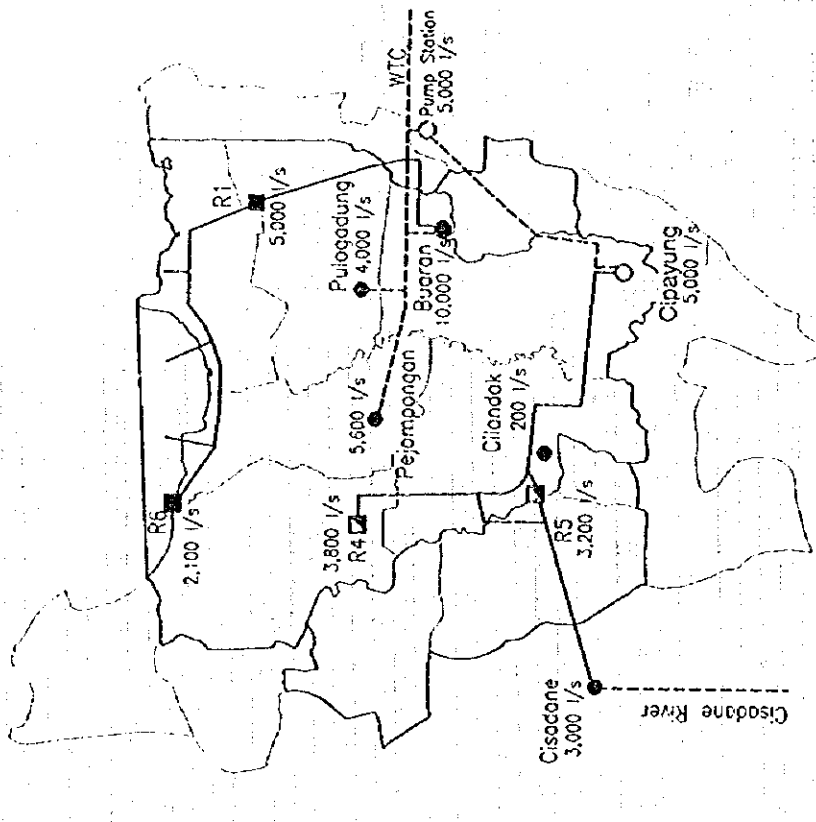 WTC
Pump Station
5,000 l/s
R1
5,000 l/s
Pulogadung
4,000 l/s
Buaran
10,000 l/s
Cipayung
5,000 l/s
5,600 l/s
Pejompongan
Cilandak
200 l/s
R6
2,100 l/s
3,800 l/s
R4
R5
3,200 l/s
Cisadane
3,000 l/s
Cisadane River